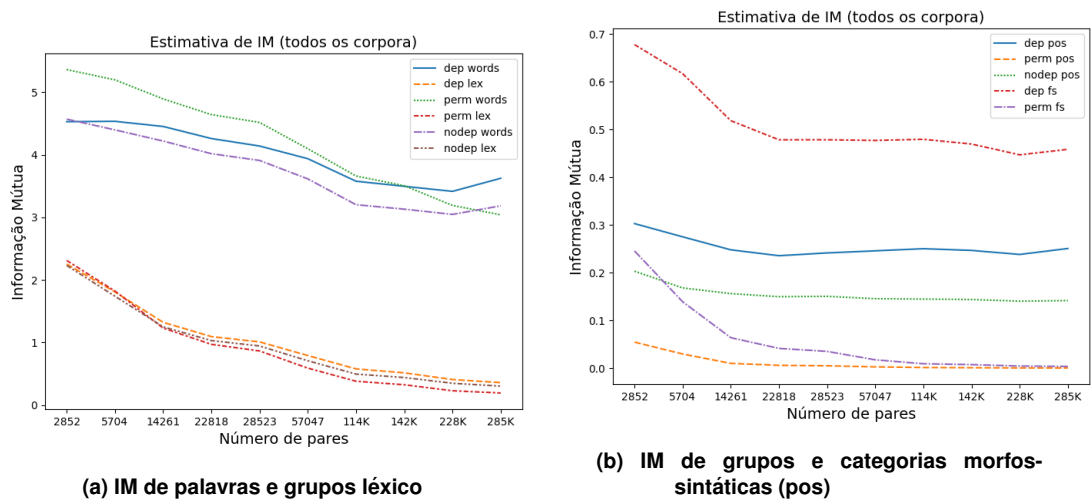 Estimativa de IM (todos os corpora)
dep words
dep lex
perm words
perm lex
nodep words
nodep lex
Informação Mútua
5
4
3
2
1
0
2852 5704 14261 22818 28523 57047 114K 142K 228K 285K
Número de pares
(a) IM de palavras e grupos léxico
Estimativa de IM (todos os corpora)
dep pos
perm pos
nodep pos
dep fs
perm fs
Informação Mútua
0.7
0.6
0.5
0.4
0.3
0.2
0.1
0.0
2852 5704 14261 22818 28523 57047 114K 142K 228K 285K
Número de pares
(b) IM de grupos e categorias morfos-
sintáticas (pos)